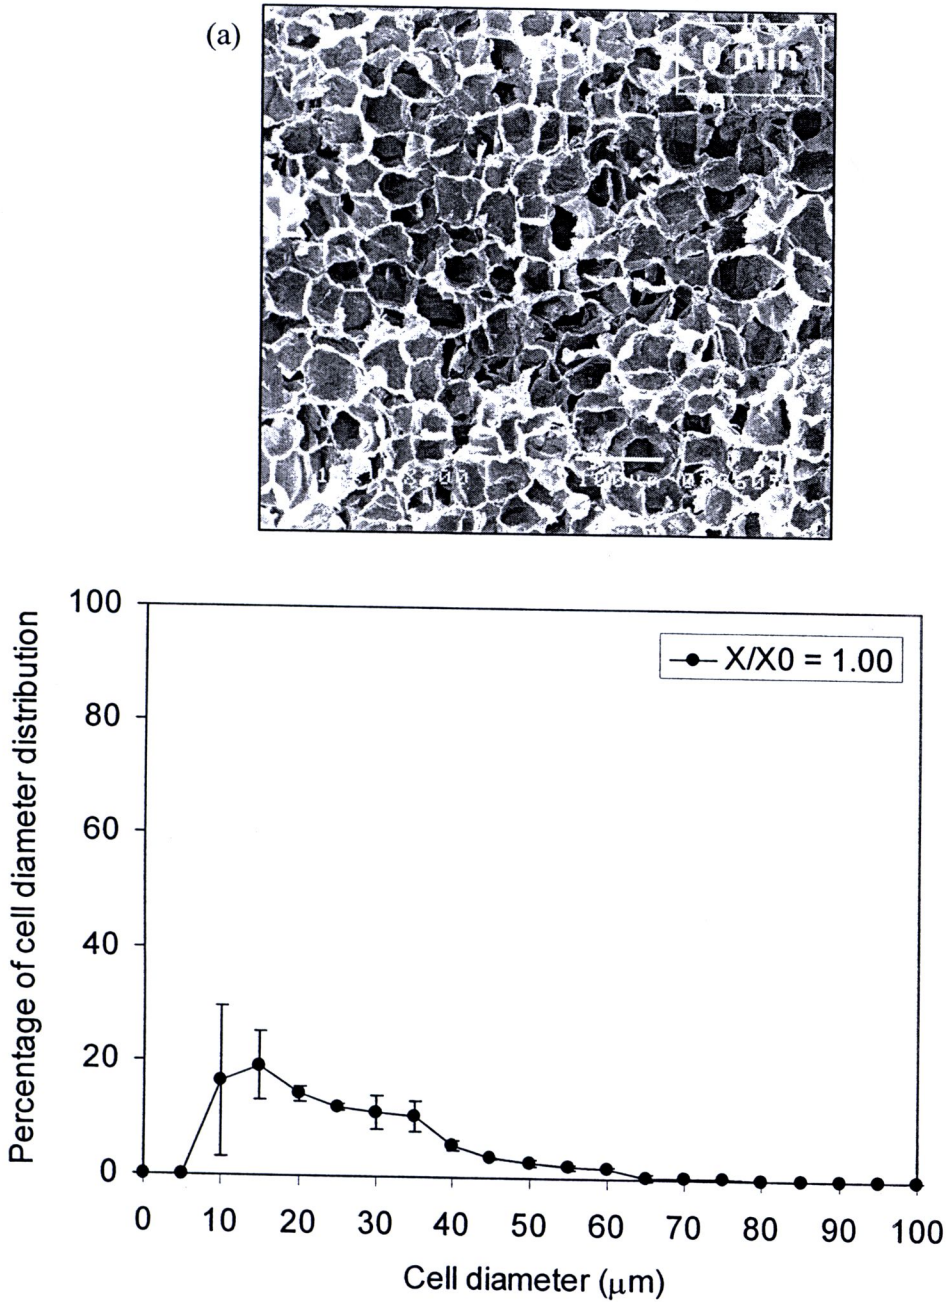 (a)
0 min
100
80
60
40
20
0
Percentage of cell diameter distribution
X/X0 = 1.00
0 10 20 30 40 50 60 70 80 90 100
Cell diameter (μm)